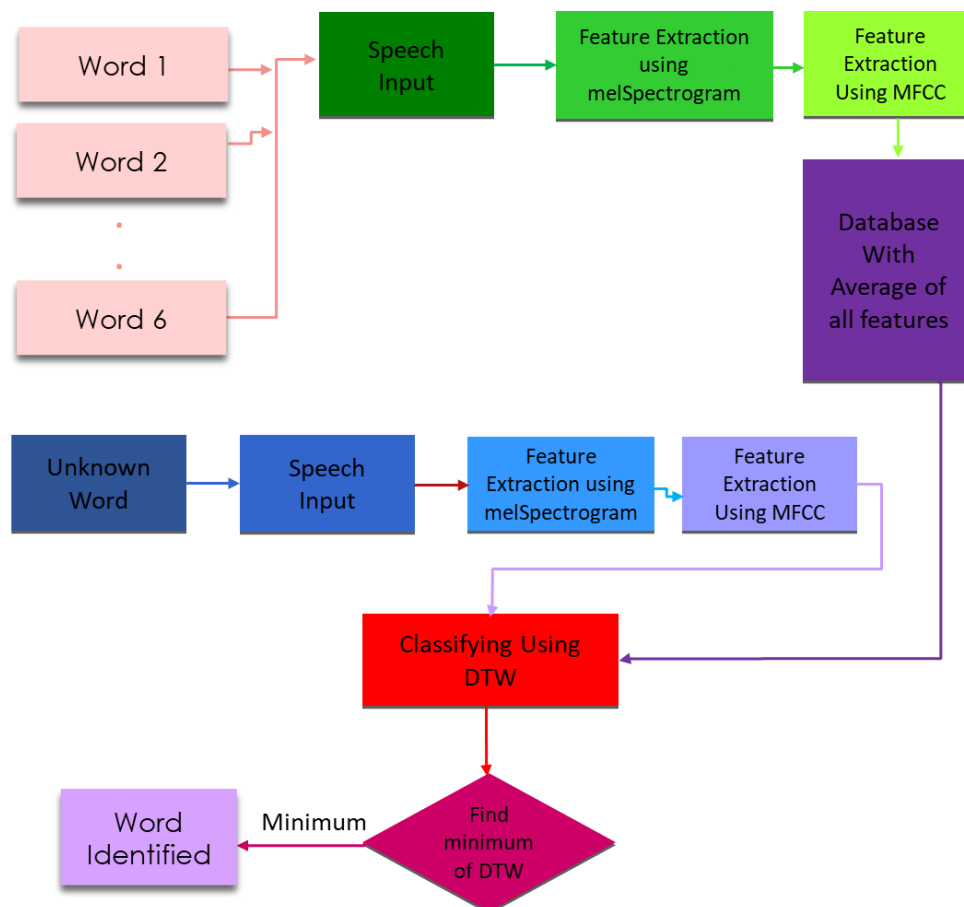 Word 1
Word 2
.
.
Word 6
Speech
Input
Feature Extraction
using
melSpectrogram
Feature
Extraction
Using MFCC
Database
With
Average of
all features
Unknown
Word
Speech
Input
Feature
Extraction using
melSpectrogram
Feature
Extraction
Using MFCC
Classifying Using
DTW
Find
minimum
of DTW
Minimum
Word
Identified